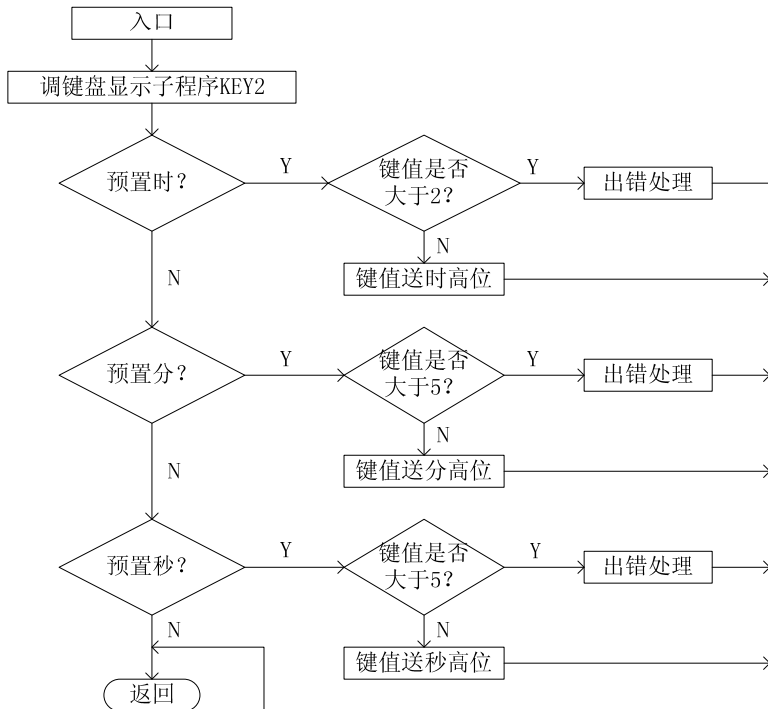 入口
调键盘显示子程序KEY2
预置时?
Y
键值是否
大于2?
Y
出错处理
N
键值送时高位
N
预置分?
Y
键值是否
大于5?
Y
出错处理
N
键值送分高位
N
预置秒?
Y
键值是否
大于5?
Y
出错处理
N
键值送秒高位
N
返回